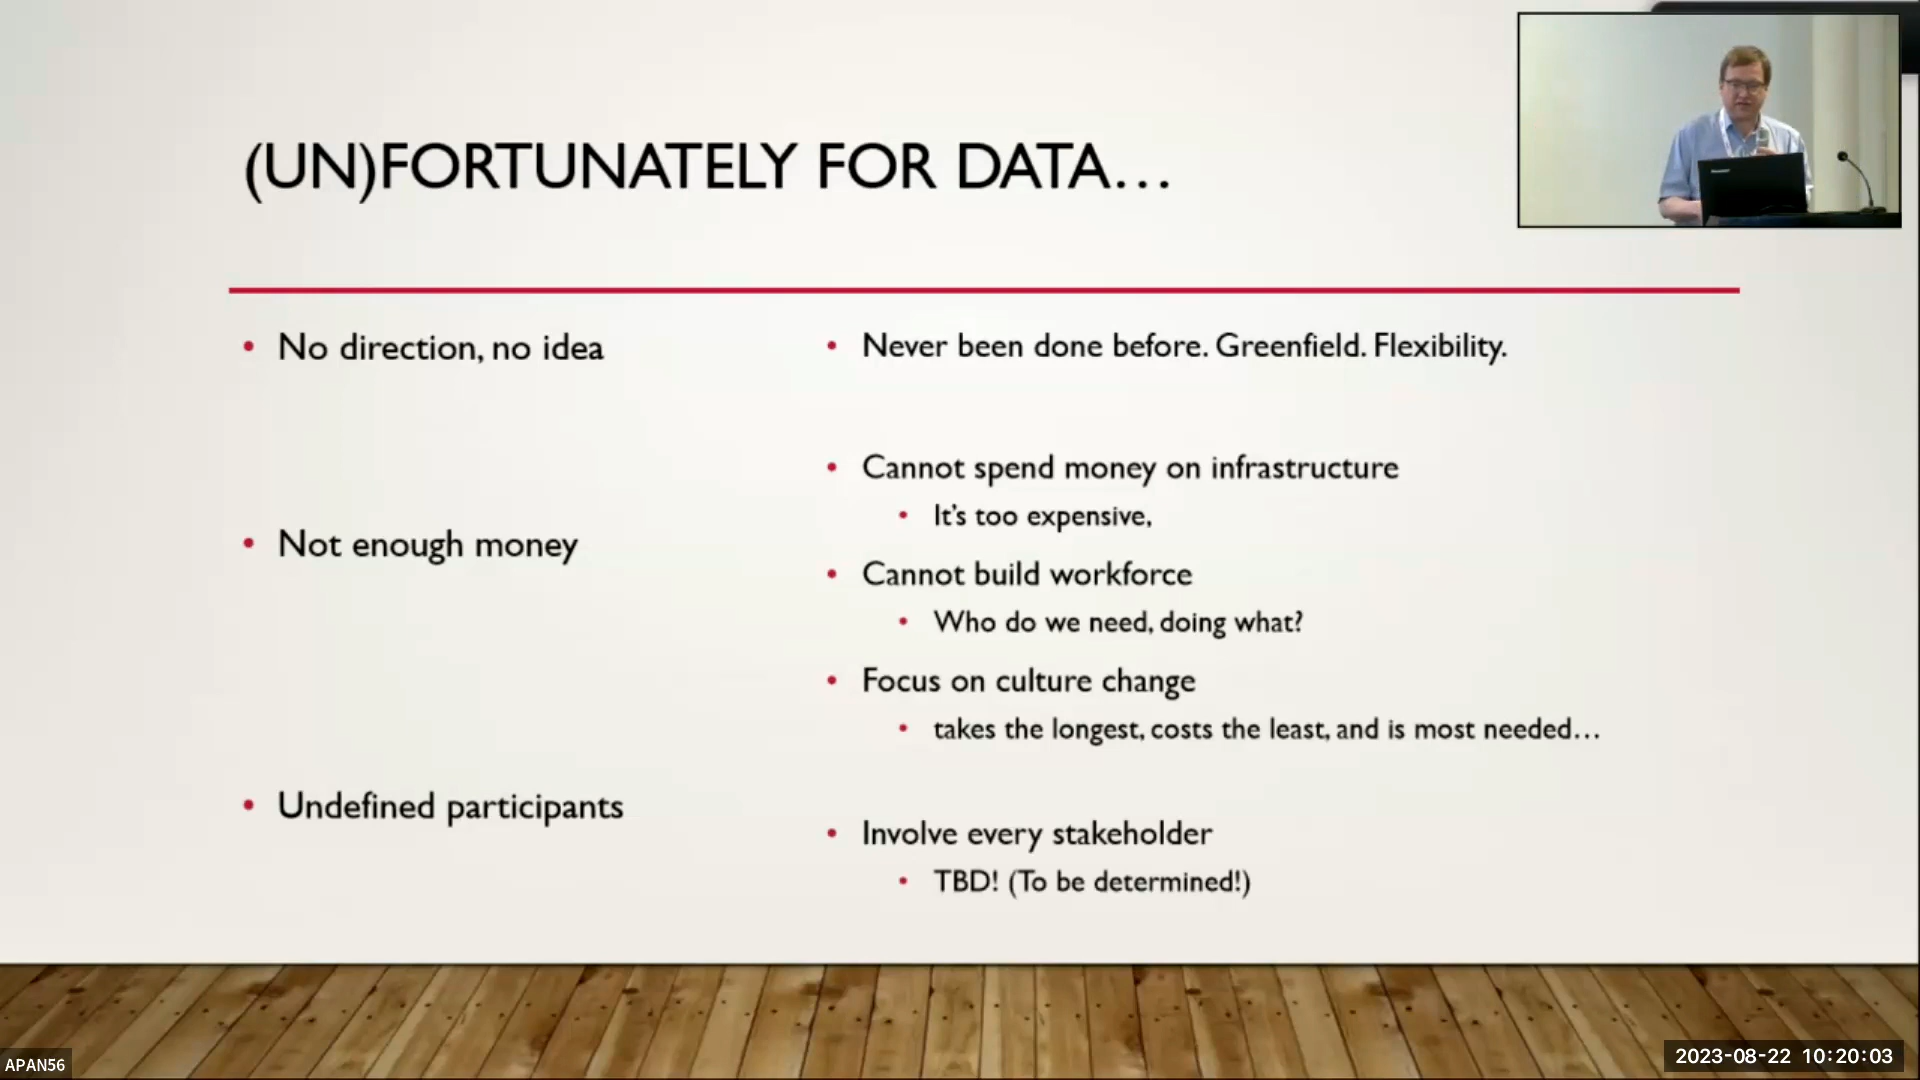 (UN)FORTUNATELY FOR DATA…
• No direction, no idea
• Not enough money
• Undefined participants
• Never been done before. Greenfield. Flexibility.
• Cannot spend money on infrastructure
• It's too expensive,
• Cannot build workforce
• Who do we need, doing what?
• Focus on culture change
• takes the longest, costs the least, and is most needed…
• Involve every stakeholder
• TBD! (To be determined!)
APAN56
2023-08-22 10:20:03